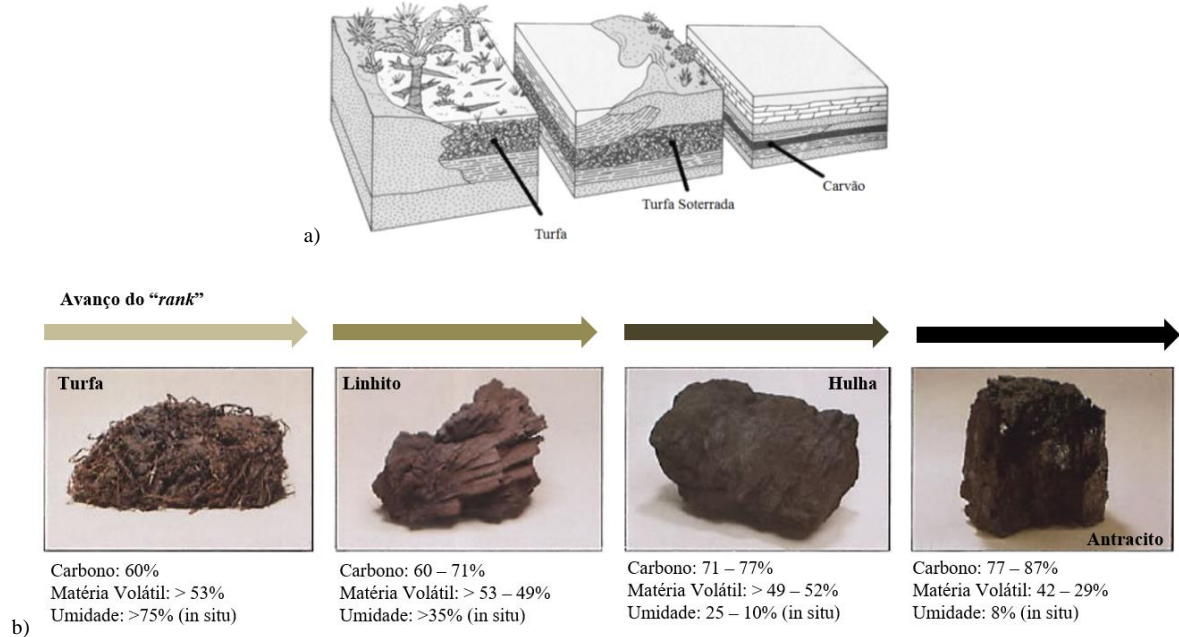 Carvão
Turfa Soterrada
Turfa
a)
Avanço do “rank”
Turfa
Linhito
Hulha
Antracito
Carbono: 60%
Matéria Volátil: > 53%
Umidade: >75% (in situ)
Carbono: 60 – 71%
Matéria Volátil: > 53 – 49%
Umidade: >35% (in situ)
Carbono: 71 – 77%
Matéria Volátil: > 49 – 52%
Umidade: 25 – 10% (in situ)
Carbono: 77 – 87%
Matéria Volátil: 42 – 29%
Umidade: 8% (in situ)
b)